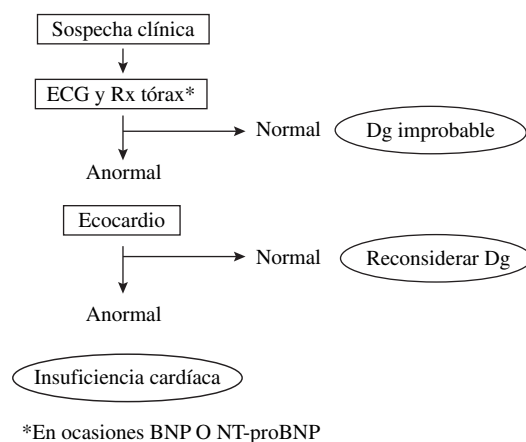 Sospecha clínica
ECG y Rx tórax*
Normal
Dg improbable
Anormal
Ecocardio
Normal
Reconsiderar Dg
Anormal
Insuficiencia cardíaca
*En ocasiones BNP O NT-proBNP